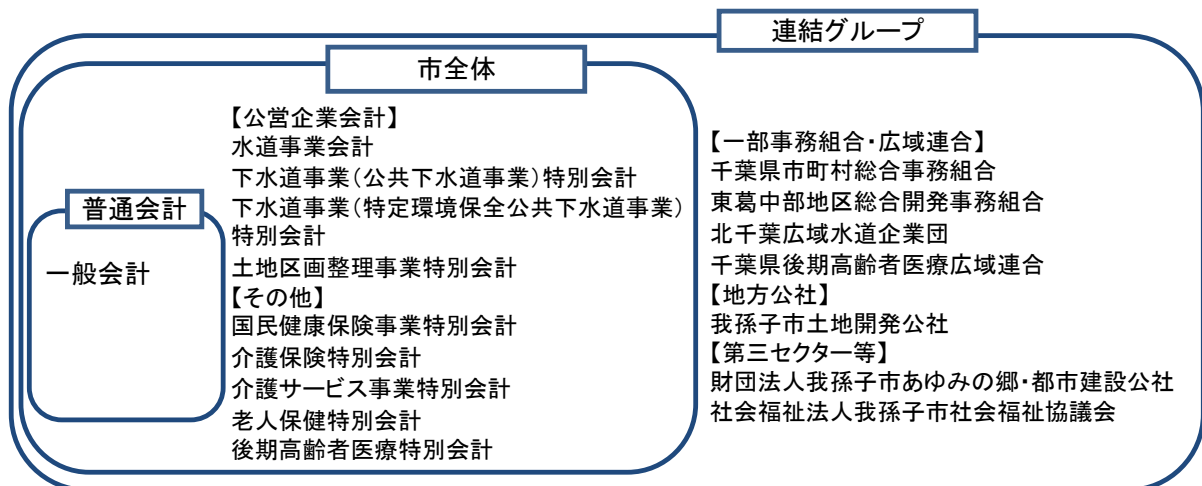 連結グループ
市全体
普通会計
一般会計
【公営企業会計】
水道事業会計
下水道事業(公共下水道事業)特別会計
下水道事業(特定環境保全公共下水道事業)
特別会計
土地区画整理事業特別会計
【その他】
国民健康保険事業特別会計
介護保険特別会計
介護サービス事業特別会計
老人保健特別会計
後期高齢者医療特別会計
【一部事務組合・広域連合】
千葉県市町村総合事務組合
東葛中部地区総合開発事務組合
北千葉広域水道企業団
千葉県後期高齢者医療広域連合
【地方公社】
我孫子市土地開発公社
【第三セクター等】
財団法人我孫子市あゆみの郷・都市建設公社
社会福祉法人我孫子市社会福祉協議会